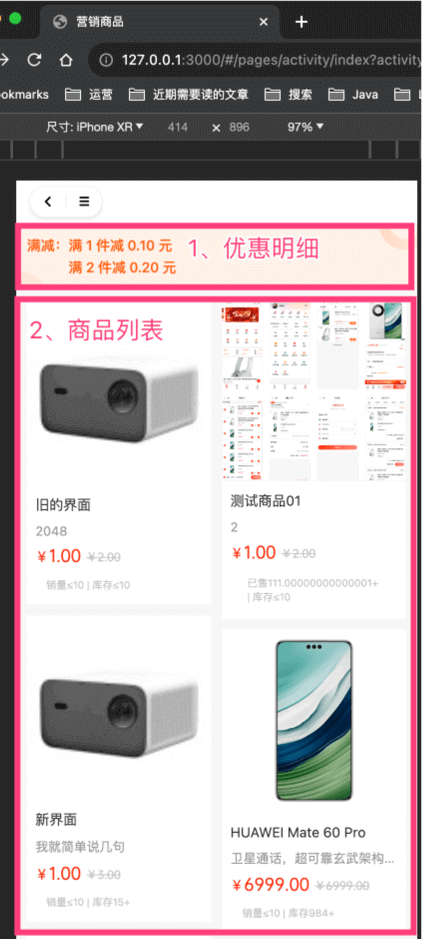 营销商品
127.0.0.1:3000/#/pages/activity/index?activity
ookmarks 运营 近期需要读的文章 搜索 Java
尺寸: iPhone XR 414 × 896 97%
满减: 满 1 件减 0.10 元
满 2 件减 0.20 元
1、优惠明细
2、商品列表
旧的界面
2048
¥1.00 ¥2.00
销量≤10 | 库存≤10
测试商品01
2
¥1.00 ¥2.00
已售111.00000000000001+
| 库存≤10
新界面
我就简单说几句
¥1.00 ¥3.00
销量≤10 | 库存15+
HUAWEI Mate 60 Pro
卫星通话，超可靠玄武架构...
¥6999.00 ¥6999.00
销量≤10 | 库存984+